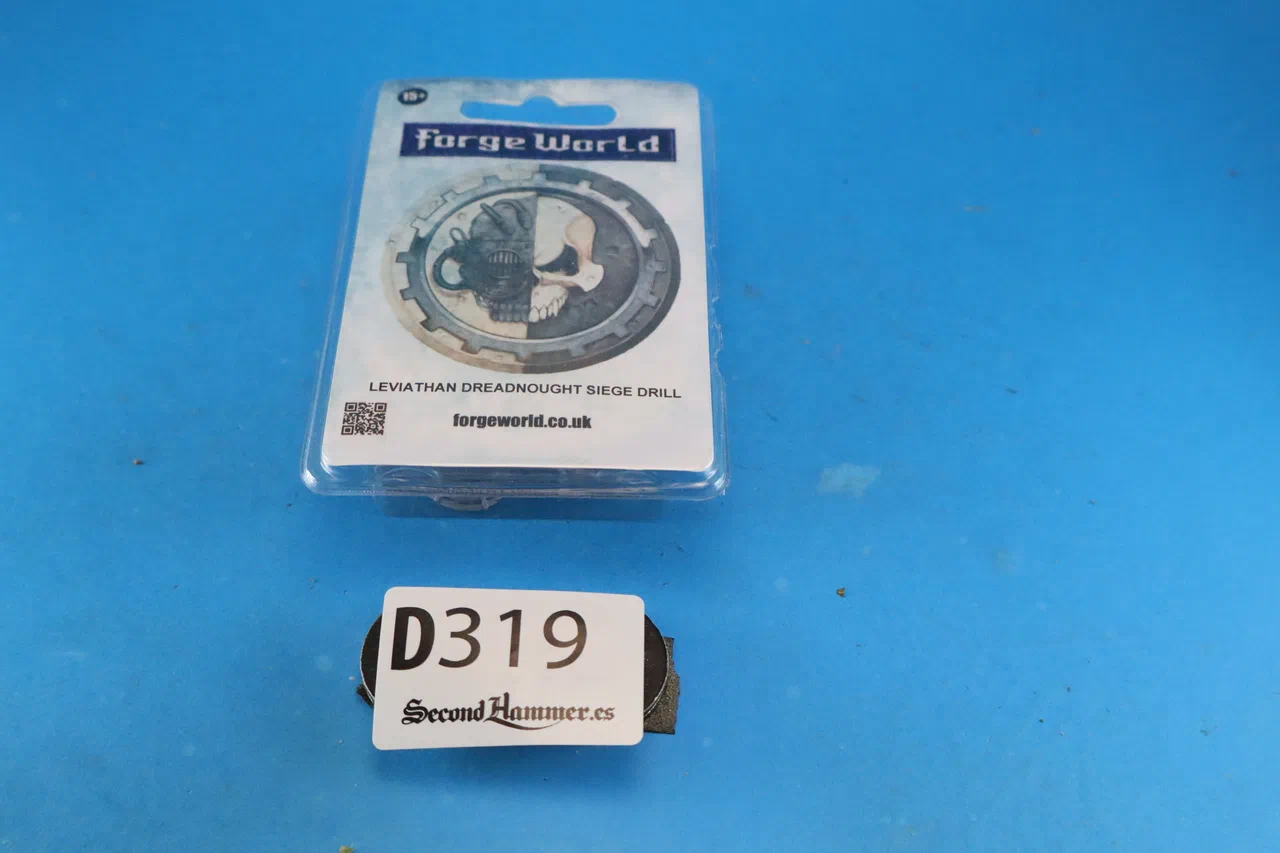 15+
Forge World
LEVIATHAN DREADNOUGHT SIEGE DRILL
forgeworld.co.uk
D319
SecondHammer.es